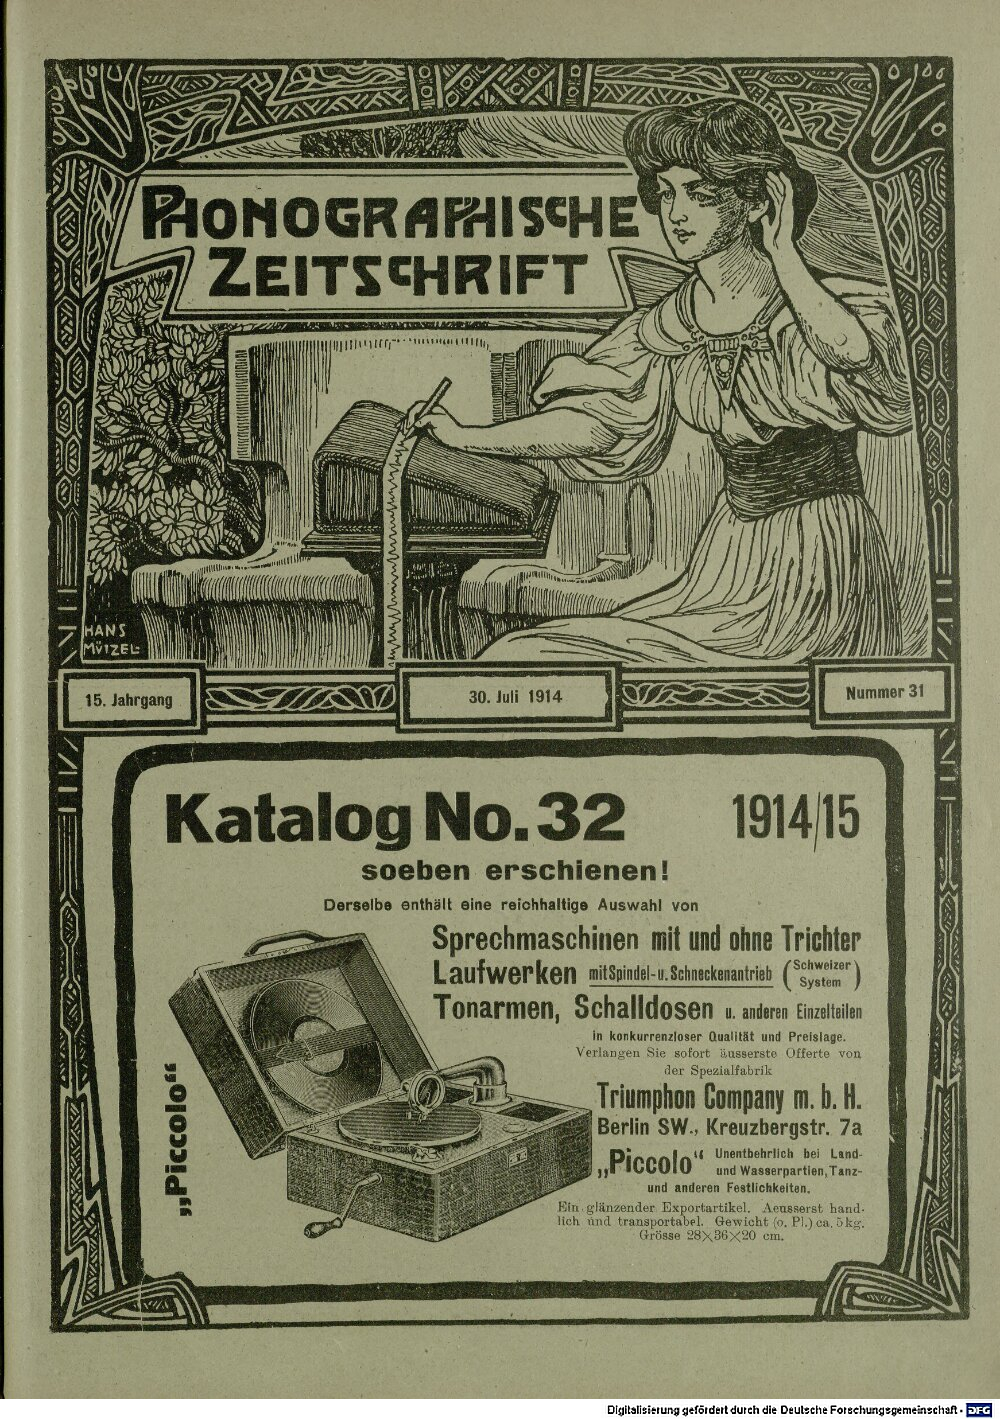 PHONOGRAPHISCHE
ZEITSCHRIFT
HANS
MÜTZEL
15. Jahrgang
30. Juli 1914
Nummer 31
Katalog No. 32 1914/15
soeben erschienen!
Derselbe enthält eine reichhaltige Auswahl von
Sprechmaschinen mit und ohne Trichter
Laufwerken mit Spindel- u. Schneckenantrieb (Schweizer System)
Tonarmen, Schalldosen u. anderen Einzelteilen
in konkurrenzloser Qualität und Preislage.
Verlangen Sie sofort äusserste Offerte von
der Spezialfabrik
Triumphon Company m. b. H.
Berlin SW., Kreuzbergstr. 7a
„Piccolo“
„Piccolo“ Unentbehrlich bei Land-
und Wasserpartien, Tanz-
und anderen Festlichkeiten.
Ein glänzender Exportartikel. Aeusserst hand-
lich und transportabel. Gewicht (o. Pl.) ca. 5 kg.
Grösse 28×36×20 cm.
Digitalisierung gefördert durch die Deutsche Forschungsgemeinschaft - DFG